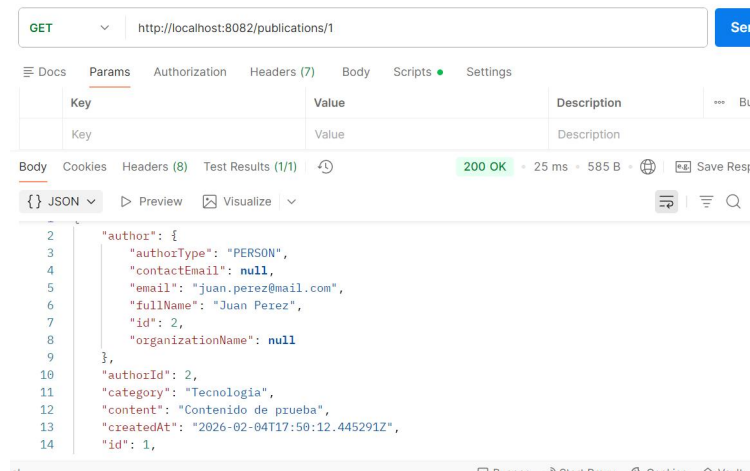 GET http://localhost:8082/publications/1
Docs Params Authorization Headers (7) Body Scripts Settings
Key Value Description
Key Value Description
Body Cookies Headers (8) Test Results (1/1) 200 OK 25 ms 585 B e.g. Save Resp
{} JSON Preview Visualize
2 "author": {
3 "authorType": "PERSON",
4 "contactEmail": null,
5 "email": "juan.perez@mail.com",
6 "fullName": "Juan Perez",
7 "id": 2,
8 "organizationName": null
9 },
10 "authorId": 2,
11 "category": "Tecnologia",
12 "content": "Contenido de prueba",
13 "createdAt": "2026-02-04T17:50:12.445291Z",
14 "id": 1,